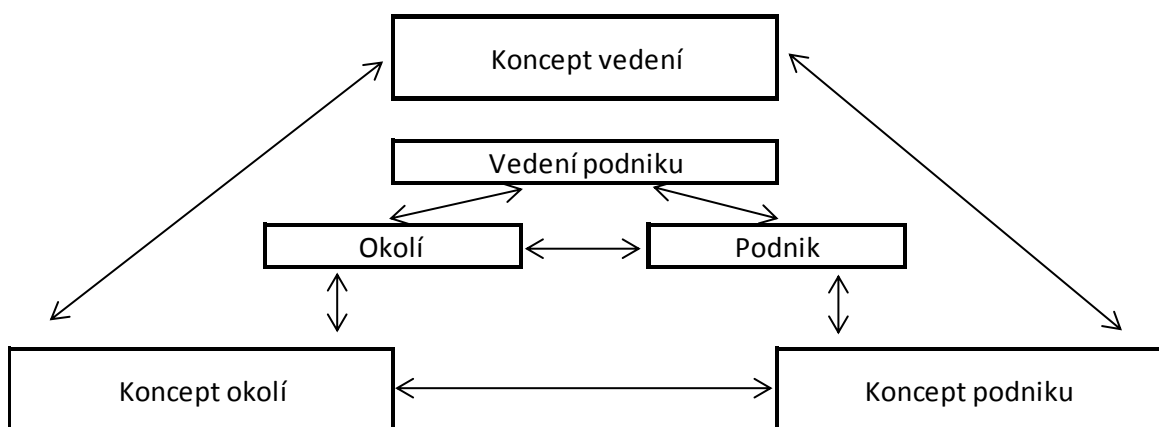 Koncept vedení
Vedení podniku
Okolí
Podnik
Koncept okolí
Koncept podniku